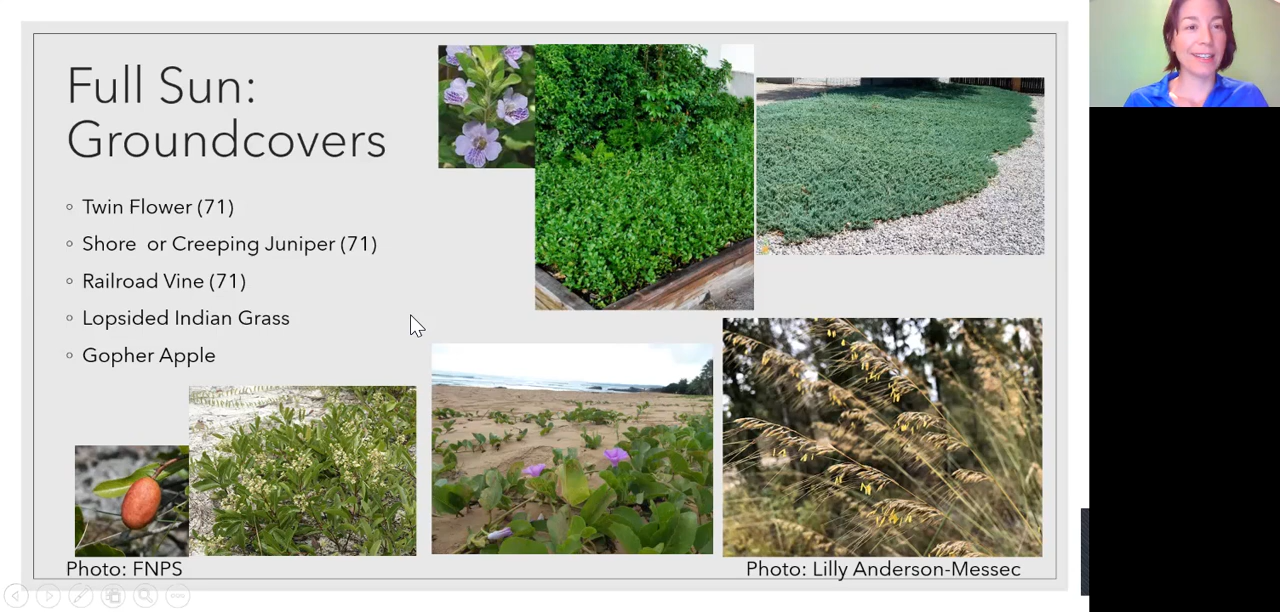 Full Sun:
Groundcovers
Twin Flower (71)
Shore or Creeping Juniper (71)
Railroad Vine (71)
Lopsided Indian Grass
Gopher Apple
Photo: FNPS
Photo: Lilly Anderson-Messec